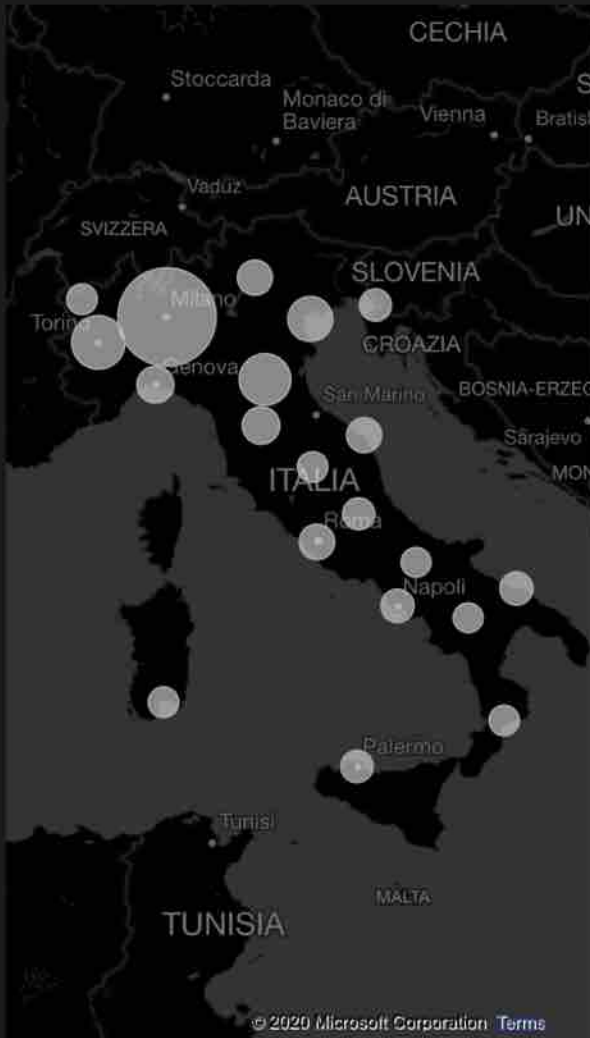 CECHIA
Stoccarda
Monaco di
Baviera
Vienna
Bratisl
Vaduz
AUSTRIA
UN
SVIZZERA
SLOVENIA
Milano
Torino
CROAZIA
Genova
San Marino
BOSNIA-ERZEG
Sarajevo
ITALIA
MON
Roma
Napoli
Palermo
Tunisi
MALTA
TUNISIA
© 2020 Microsoft Corporation Terms